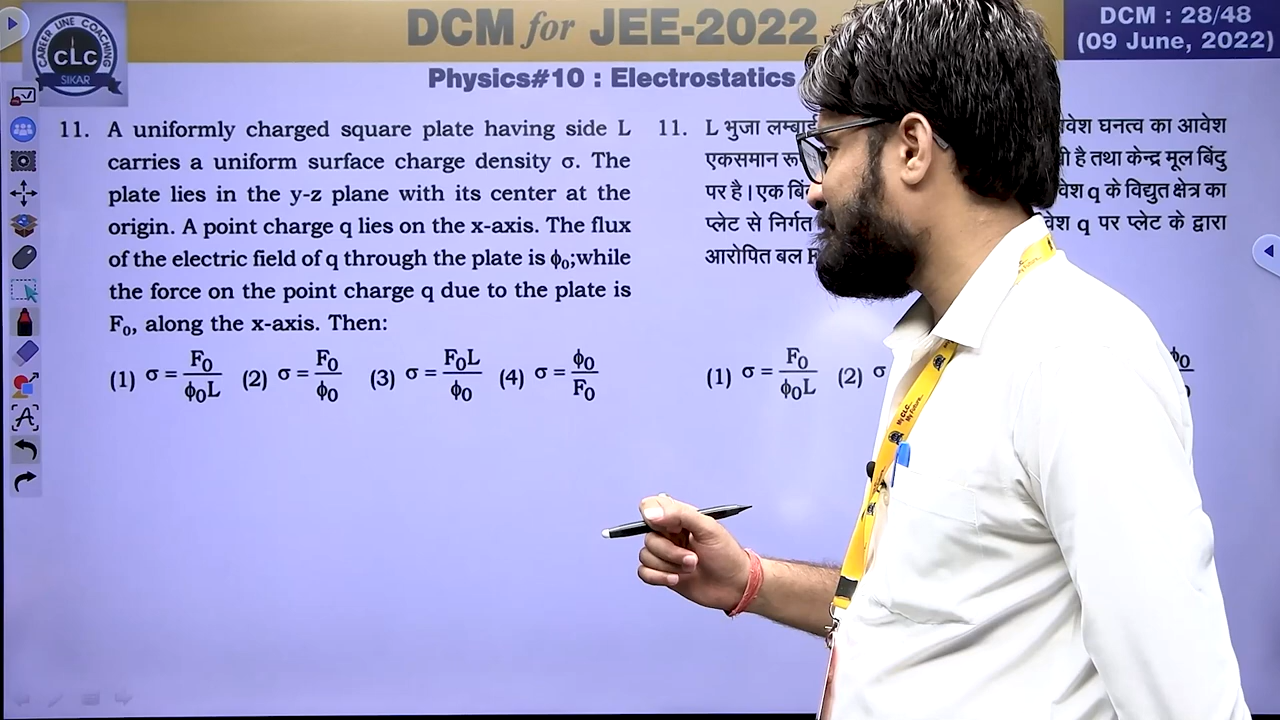 CAREER LINE COACHING
CLC
SIKAR
DCM for JEE-2022
DCM : 28/48
(09 June, 2022)
Physics#10 : Electrostatics
11. A uniformly charged square plate having side L
carries a uniform surface charge density σ. The
plate lies in the y-z plane with its center at the
origin. A point charge q lies on the x-axis. The flux
of the electric field of q through the plate is ϕ₀;while
the force on the point charge q due to the plate is
F₀, along the x-axis. Then:
(1) σ = F₀/ϕ₀L (2) σ = F₀/ϕ₀ (3) σ = F₀L/ϕ₀ (4) σ = ϕ₀/F₀
11. L भुजा घनत्व का आवेश
एकसमान है तथा केन्द्र मूल बिंदु
पर है। एक q के विद्युत क्षेत्र का
प्लेट से निर्गत q पर प्लेट के द्वारा
आरोपित बल
(1) σ = F₀/ϕ₀L (2) σ
My CLC...
My Future...